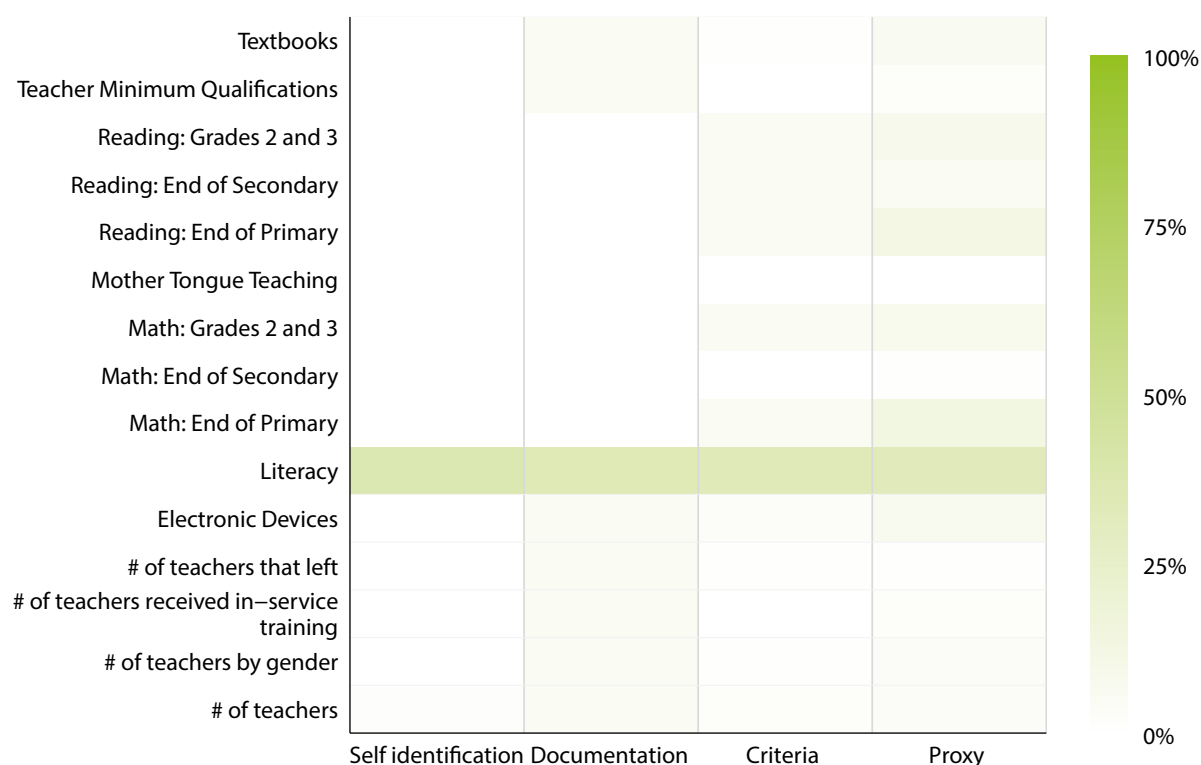 Textbooks
Teacher Minimum Qualifications
Reading: Grades 2 and 3
Reading: End of Secondary
Reading: End of Primary
Mother Tongue Teaching
Math: Grades 2 and 3
Math: End of Secondary
Math: End of Primary
Literacy
Electronic Devices
# of teachers that left
# of teachers received in−service
training
# of teachers by gender
# of teachers
Self identification Documentation Criteria Proxy
100%
75%
50%
25%
0%